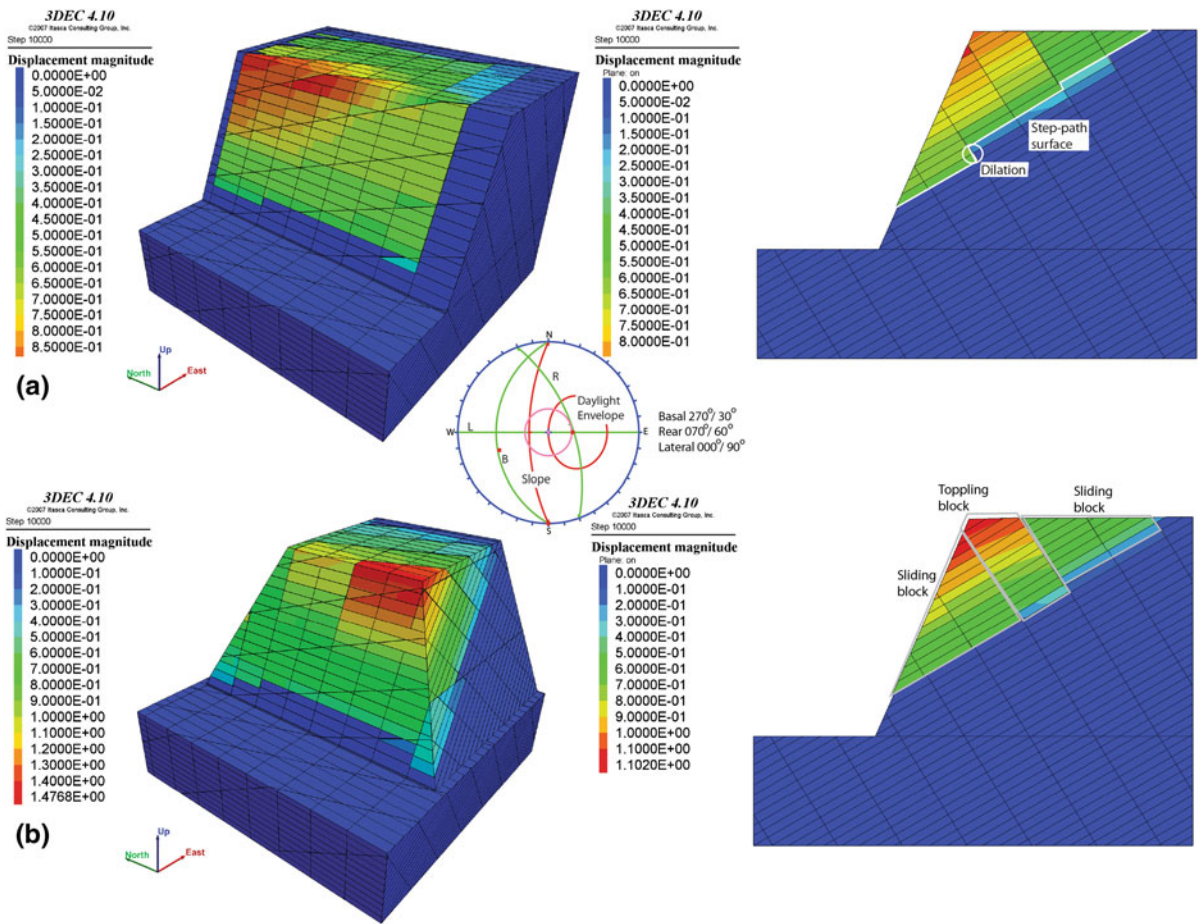 3DEC 4.10
©2007 Itasca Consulting Group, Inc.
Step 10000
Displacement magnitude
0.0000E+00
5.0000E-02
1.0000E-01
1.5000E-01
2.0000E-01
2.5000E-01
3.0000E-01
3.5000E-01
4.0000E-01
4.5000E-01
5.0000E-01
5.5000E-01
6.0000E-01
6.5000E-01
7.0000E-01
7.5000E-01
8.0000E-01
8.5000E-01
Up
North
East
(a)
3DEC 4.10
©2007 Itasca Consulting Group, Inc.
Step 10000
Displacement magnitude
Plane: on
0.0000E+00
5.0000E-02
1.0000E-01
1.5000E-01
2.0000E-01
2.5000E-01
3.0000E-01
3.5000E-01
4.0000E-01
4.5000E-01
5.0000E-01
5.5000E-01
6.0000E-01
6.5000E-01
7.0000E-01
7.5000E-01
8.0000E-01
Step-path
surface
Dilation
N
R
Daylight
Envelope
W
L
E
B
Slope
S
Basal 270°/ 30°
Rear 070°/ 60°
Lateral 000°/ 90°
3DEC 4.10
©2007 Itasca Consulting Group, Inc.
Step 10000
Displacement magnitude
0.0000E+00
1.0000E-01
2.0000E-01
3.0000E-01
4.0000E-01
5.0000E-01
6.0000E-01
7.0000E-01
8.0000E-01
9.0000E-01
1.0000E+00
1.1000E+00
1.2000E+00
1.3000E+00
1.4000E+00
1.4768E+00
Up
North
East
(b)
3DEC 4.10
©2007 Itasca Consulting Group, Inc.
Step 10000
Displacement magnitude
Plane: on
0.0000E+00
1.0000E-01
2.0000E-01
3.0000E-01
4.0000E-01
5.0000E-01
6.0000E-01
7.0000E-01
8.0000E-01
9.0000E-01
1.0000E+00
1.1000E+00
1.1020E+00
Toppling
block
Sliding
block
Sliding
block